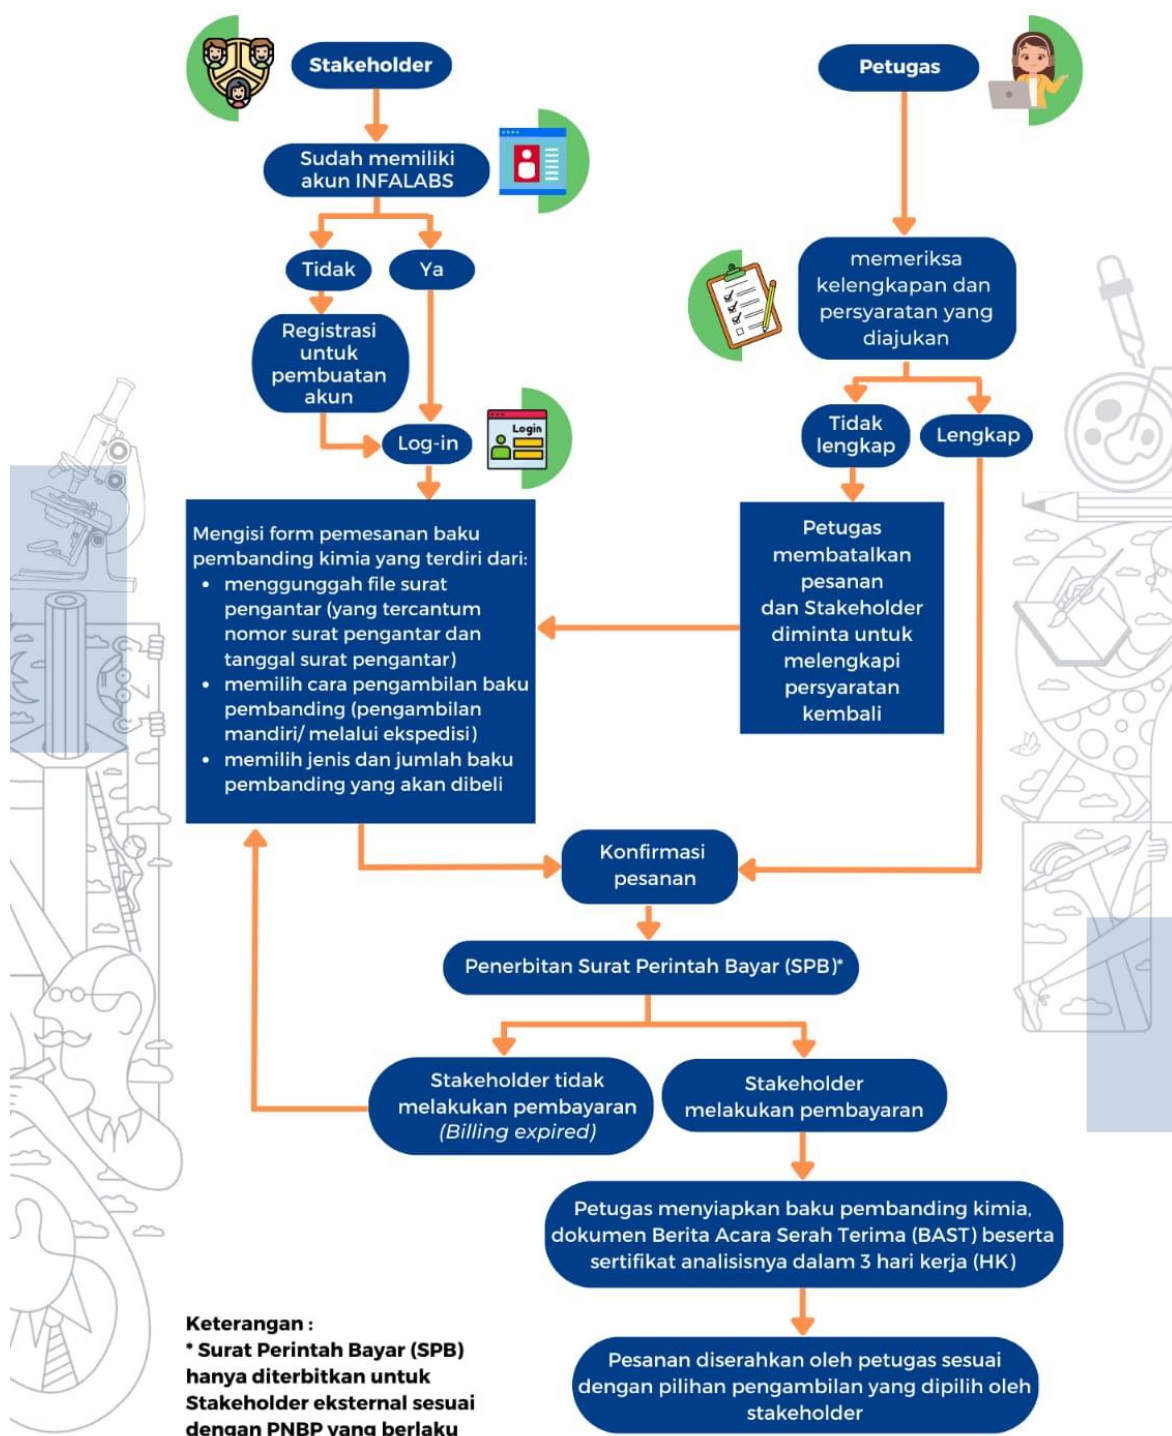 Stakeholder
Sudah memiliki
akun INFALABS
Tidak
Ya
Registrasi
untuk
pembuatan
akun
Log-in
Login
Mengisi form pemesanan baku
pembanding kimia yang terdiri dari:
• menggunggah file surat
pengantar (yang tercantum
nomor surat pengantar dan
tanggal surat pengantar)
• memilih cara pengambilan baku
pembanding (pengambilan
mandiri/ melalui ekspedisi)
• memilih jenis dan jumlah baku
pembanding yang akan dibeli
Petugas
memeriksa
kelengkapan dan
persyaratan yang
diajukan
Tidak
lengkap
Lengkap
Petugas
membatalkan
pesanan
dan Stakeholder
diminta untuk
melengkapi
persyaratan
kembali
Konfirmasi
pesanan
Penerbitan Surat Perintah Bayar (SPB)*
Stakeholder tidak
melakukan pembayaran
(Billing expired)
Stakeholder
melakukan pembayaran
Petugas menyiapkan baku pembanding kimia,
dokumen Berita Acara Serah Terima (BAST) beserta
sertifikat analisisnya dalam 3 hari kerja (HK)
Pesanan diserahkan oleh petugas sesuai
dengan pilihan pengambilan yang dipilih oleh
stakeholder
Keterangan :
* Surat Perintah Bayar (SPB)
hanya diterbitkan untuk
Stakeholder eksternal sesuai
dengan PNBP yang berlaku